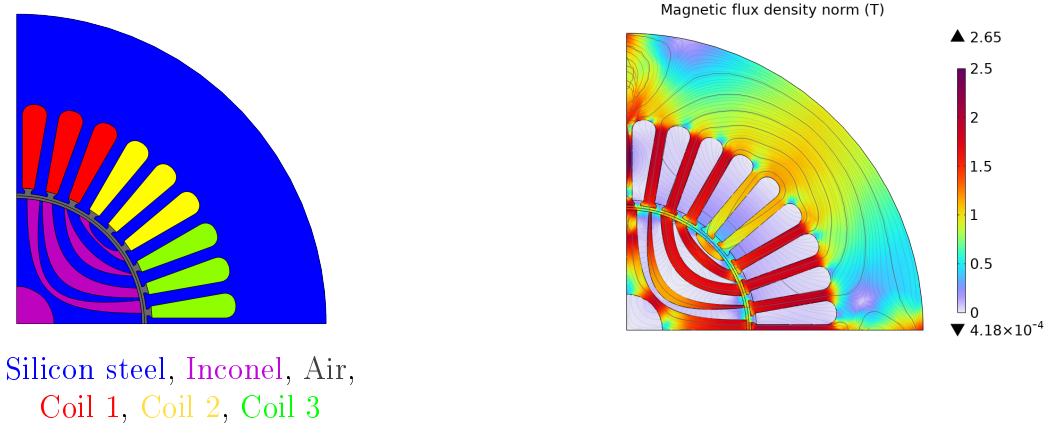 Magnetic flux density norm (T)
▲ 2.65
2.5
2
1.5
1
0.5
0
▼ 4.18×10⁻⁴
Silicon steel, Inconel, Air,
Coil 1, Coil 2, Coil 3